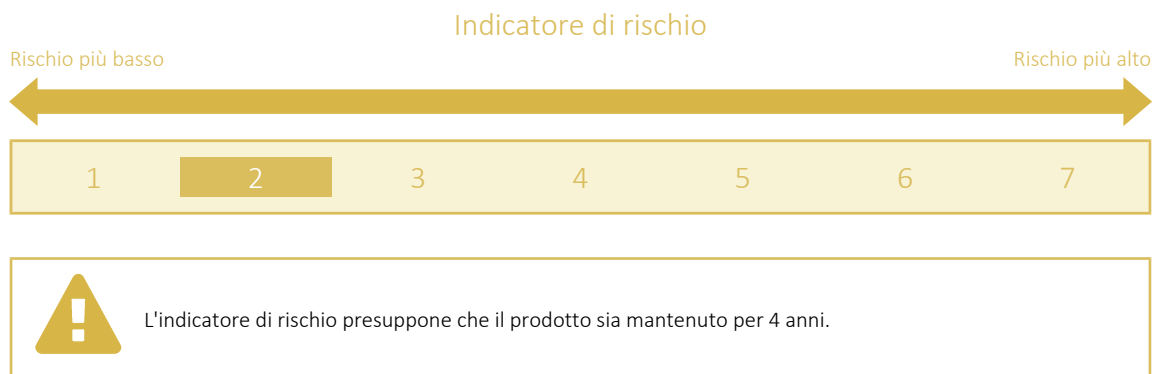 Indicatore di rischio
Rischio più basso Rischio più alto
1 2 3 4 5 6 7
L'indicatore di rischio presuppone che il prodotto sia mantenuto per 4 anni.